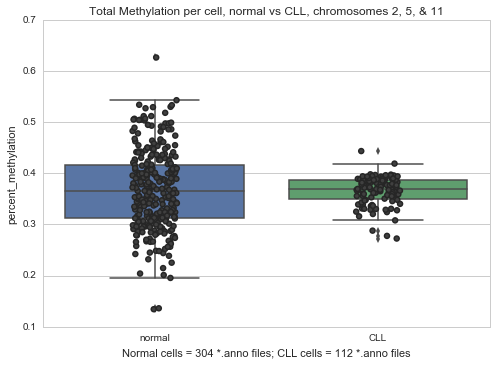 Total Methylation per cell, normal vs CLL, chromosomes 2, 5, & 11
0.7
0.6
0.5
0.4
0.3
0.2
0.1
percent_methylation
normal CLL
Normal cells = 304 *.anno files; CLL cells = 112 *.anno files